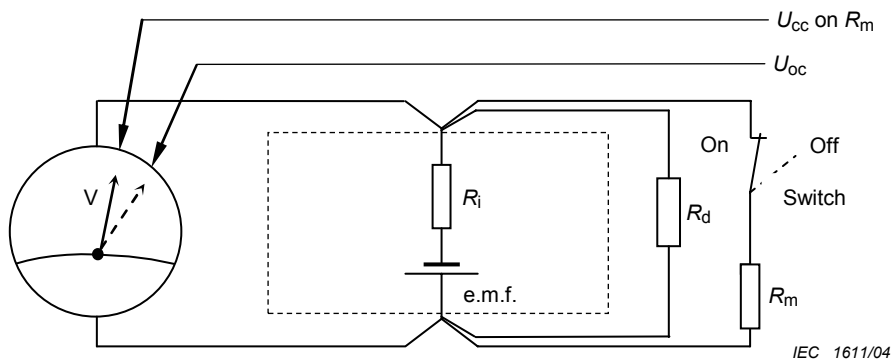 U_cc on R_m
U_oc
On
Off
V
R_i
R_d
Switch
e.m.f.
R_m
IEC 1611/04